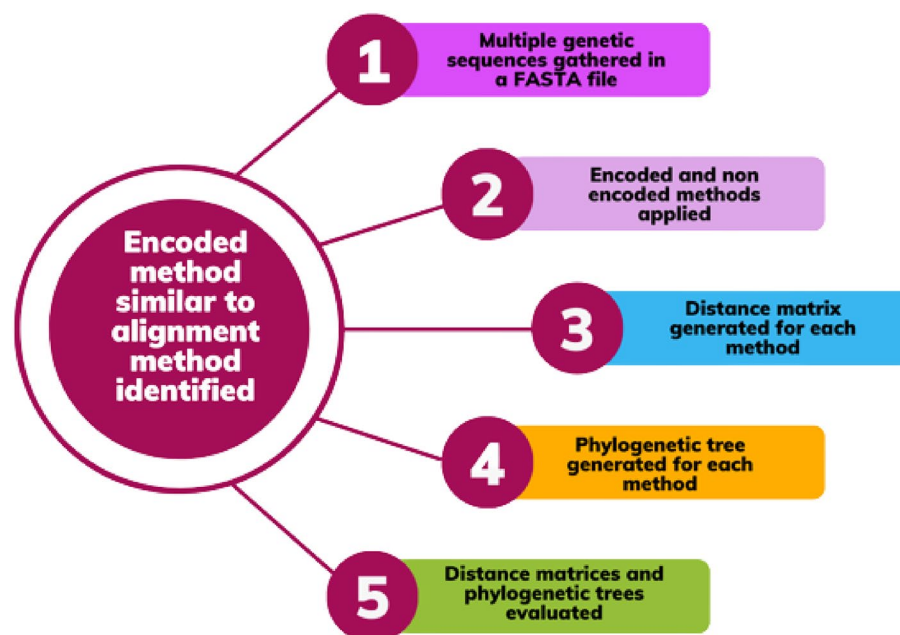 1
Multiple genetic
sequences gathered in
a FASTA file
2
Encoded and non
encoded methods
applied
Encoded
method
similar to
alignment
method
identified
3
Distance matrix
generated for each
method
4
Phylogenetic tree
generated for each
method
5
Distance matrices and
phylogenetic trees
evaluated